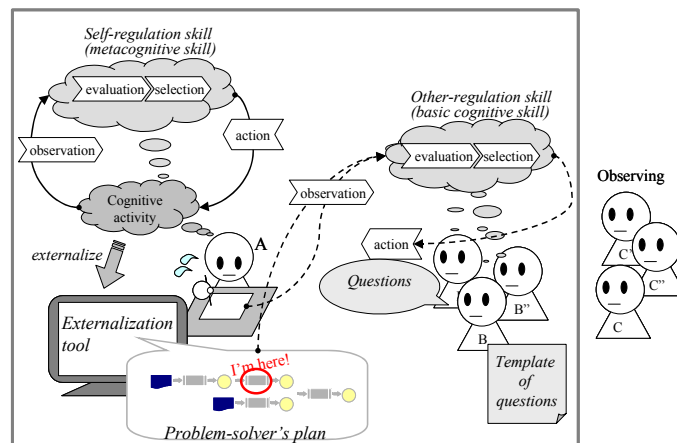 Self-regulation skill
(metacognitive skill)
evaluation
selection
observation
action
Cognitive
activity
externalize
A
Externalization
tool
I'm here!
Problem-solver's plan
Other-regulation skill
(basic cognitive skill)
evaluation
selection
observation
action
Questions
B
B"
Template
of
questions
Observing
C"
C